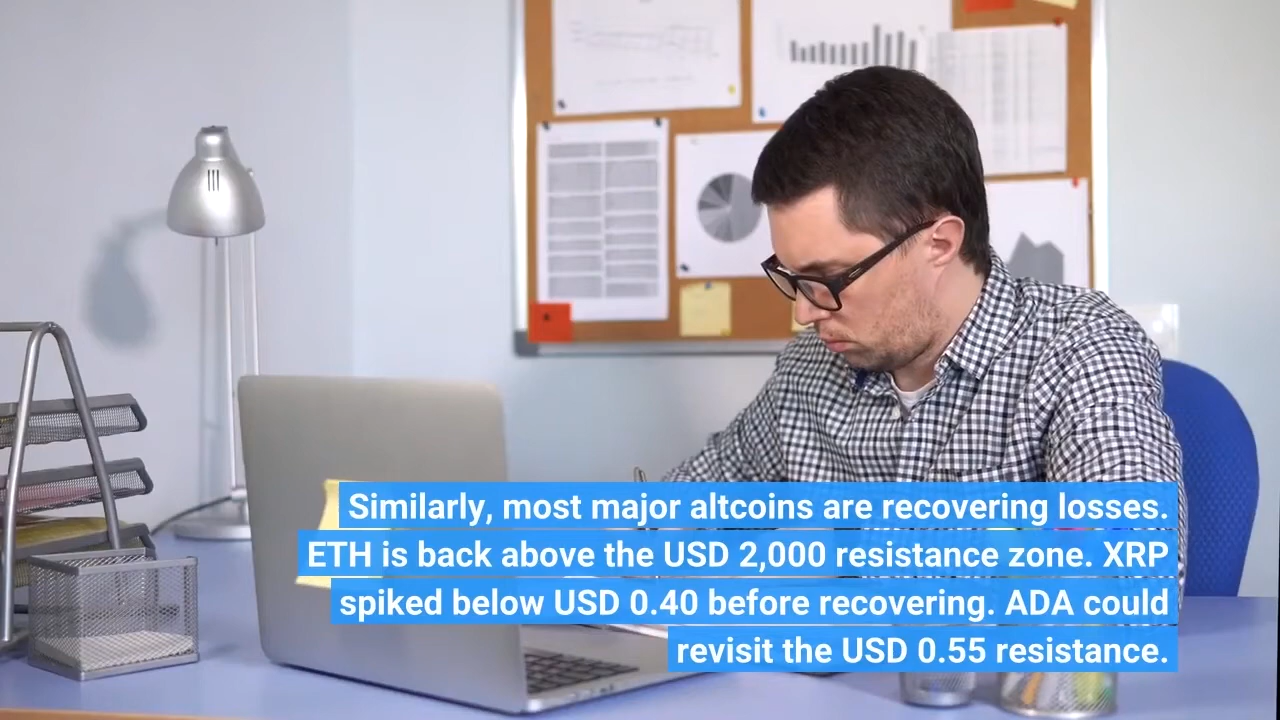 Similarly, most major altcoins are recovering losses.
ETH is back above the USD 2,000 resistance zone. XRP
spiked below USD 0.40 before recovering. ADA could
revisit the USD 0.55 resistance.